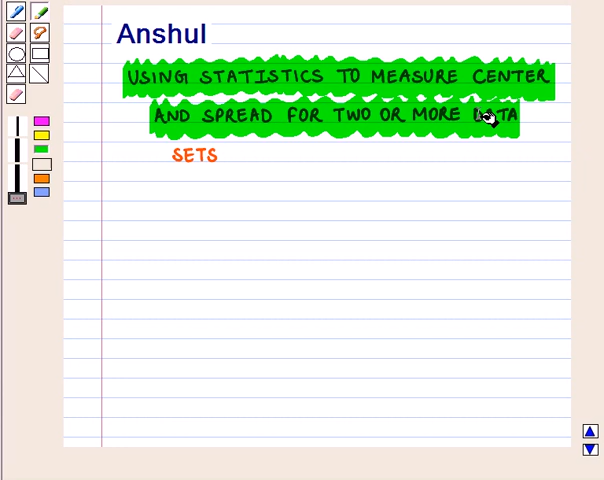 Anshul
USING STATISTICS TO MEASURE CENTER
AND SPREAD FOR TWO OR MORE DATA
SETS